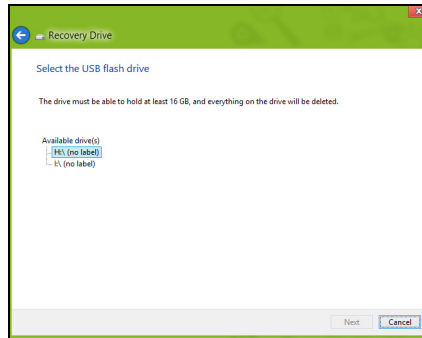 Recovery Drive
Select the USB flash drive
The drive must be able to hold at least 16 GB, and everything on the drive will be deleted.
Available drive(s)
H:\ (no label)
I:\ (no label)
Next Cancel